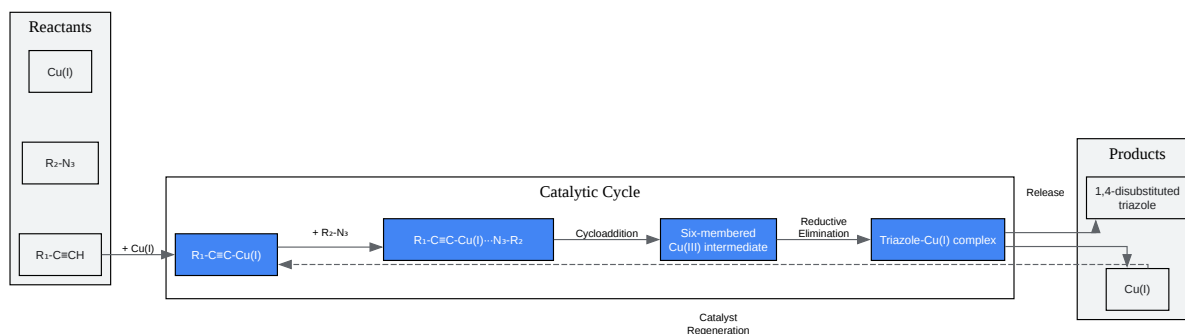 Reactants
Cu(I)
R₂-N₃
R₁-C≡CH
+ Cu(I)
Catalytic Cycle
R₁-C≡C-Cu(I)
+ R₂-N₃
R₁-C≡C-Cu(I)···N₃-R₂
Cycloaddition
Six-membered
Cu(III) intermediate
Reductive
Elimination
Triazole-Cu(I) complex
Release
Products
1,4-disubstituted
triazole
Cu(I)
Catalyst
Regeneration